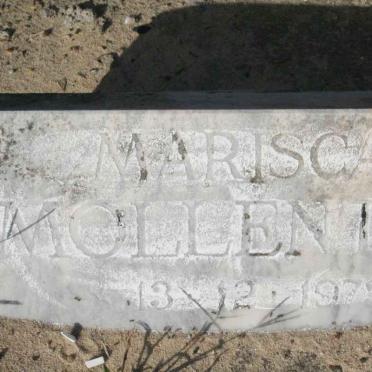 MARISCA
MOLLEN
13 · 12 · 197